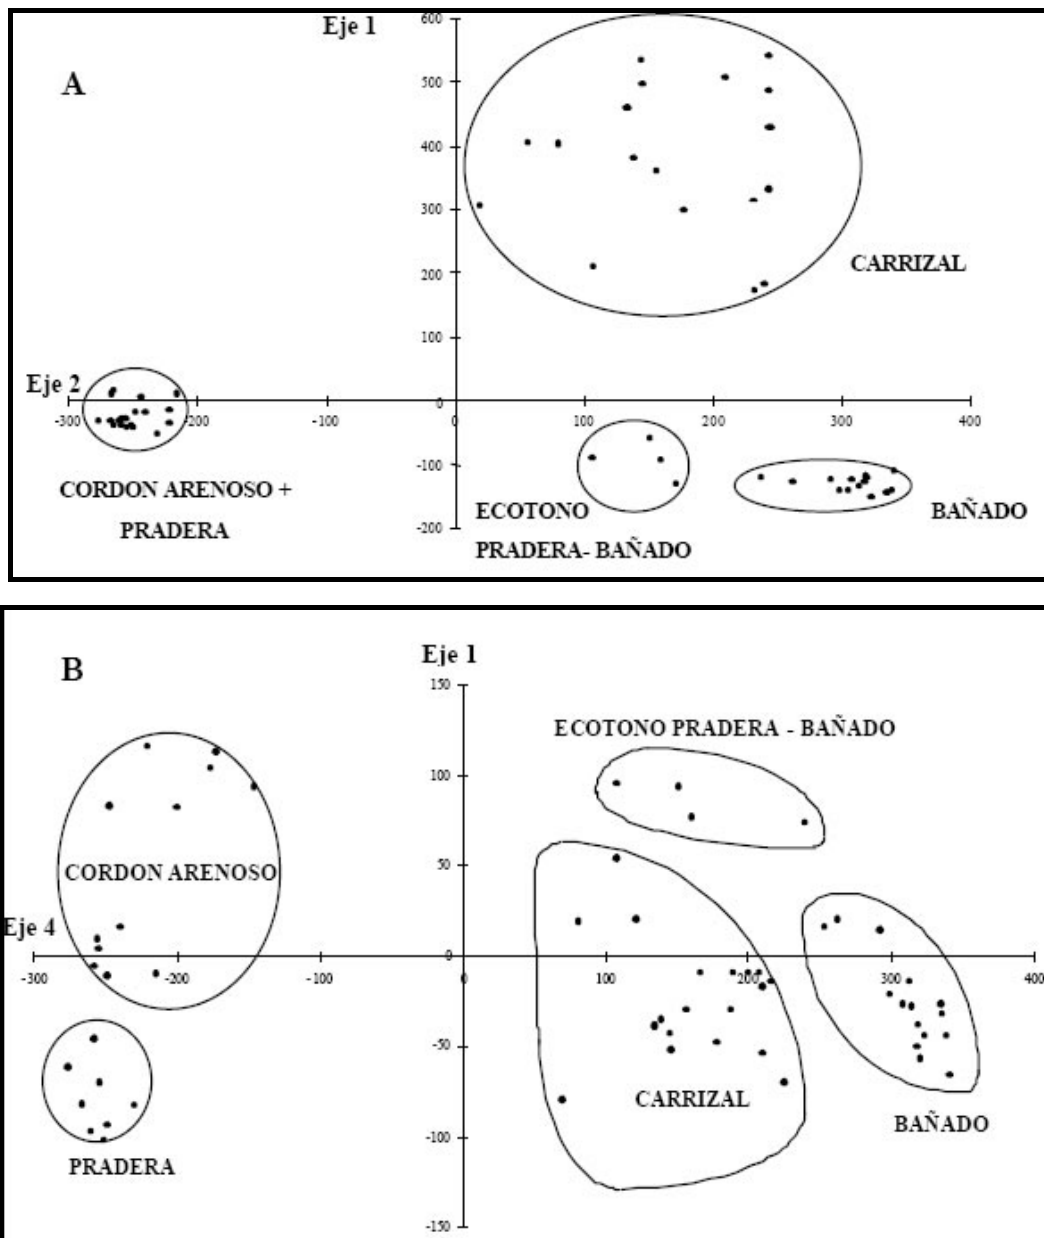 Eje 1
600
A
500
400
300
CARRIZAL
200
100
Eje 2
-300
-200
-100
0
0
100
200
300
400
-100
CORDON ARENOSO +
PRADERA
ECOTONO
PRADERA- BAÑADO
BAÑADO
-200
B
Eje 1
150
ECOTONO PRADERA - BAÑADO
100
CORDON ARENOSO
50
Eje 4
0
-300
-200
-100
0
100
200
300
400
-50
CARRIZAL
BAÑADO
-100
PRADERA
-150